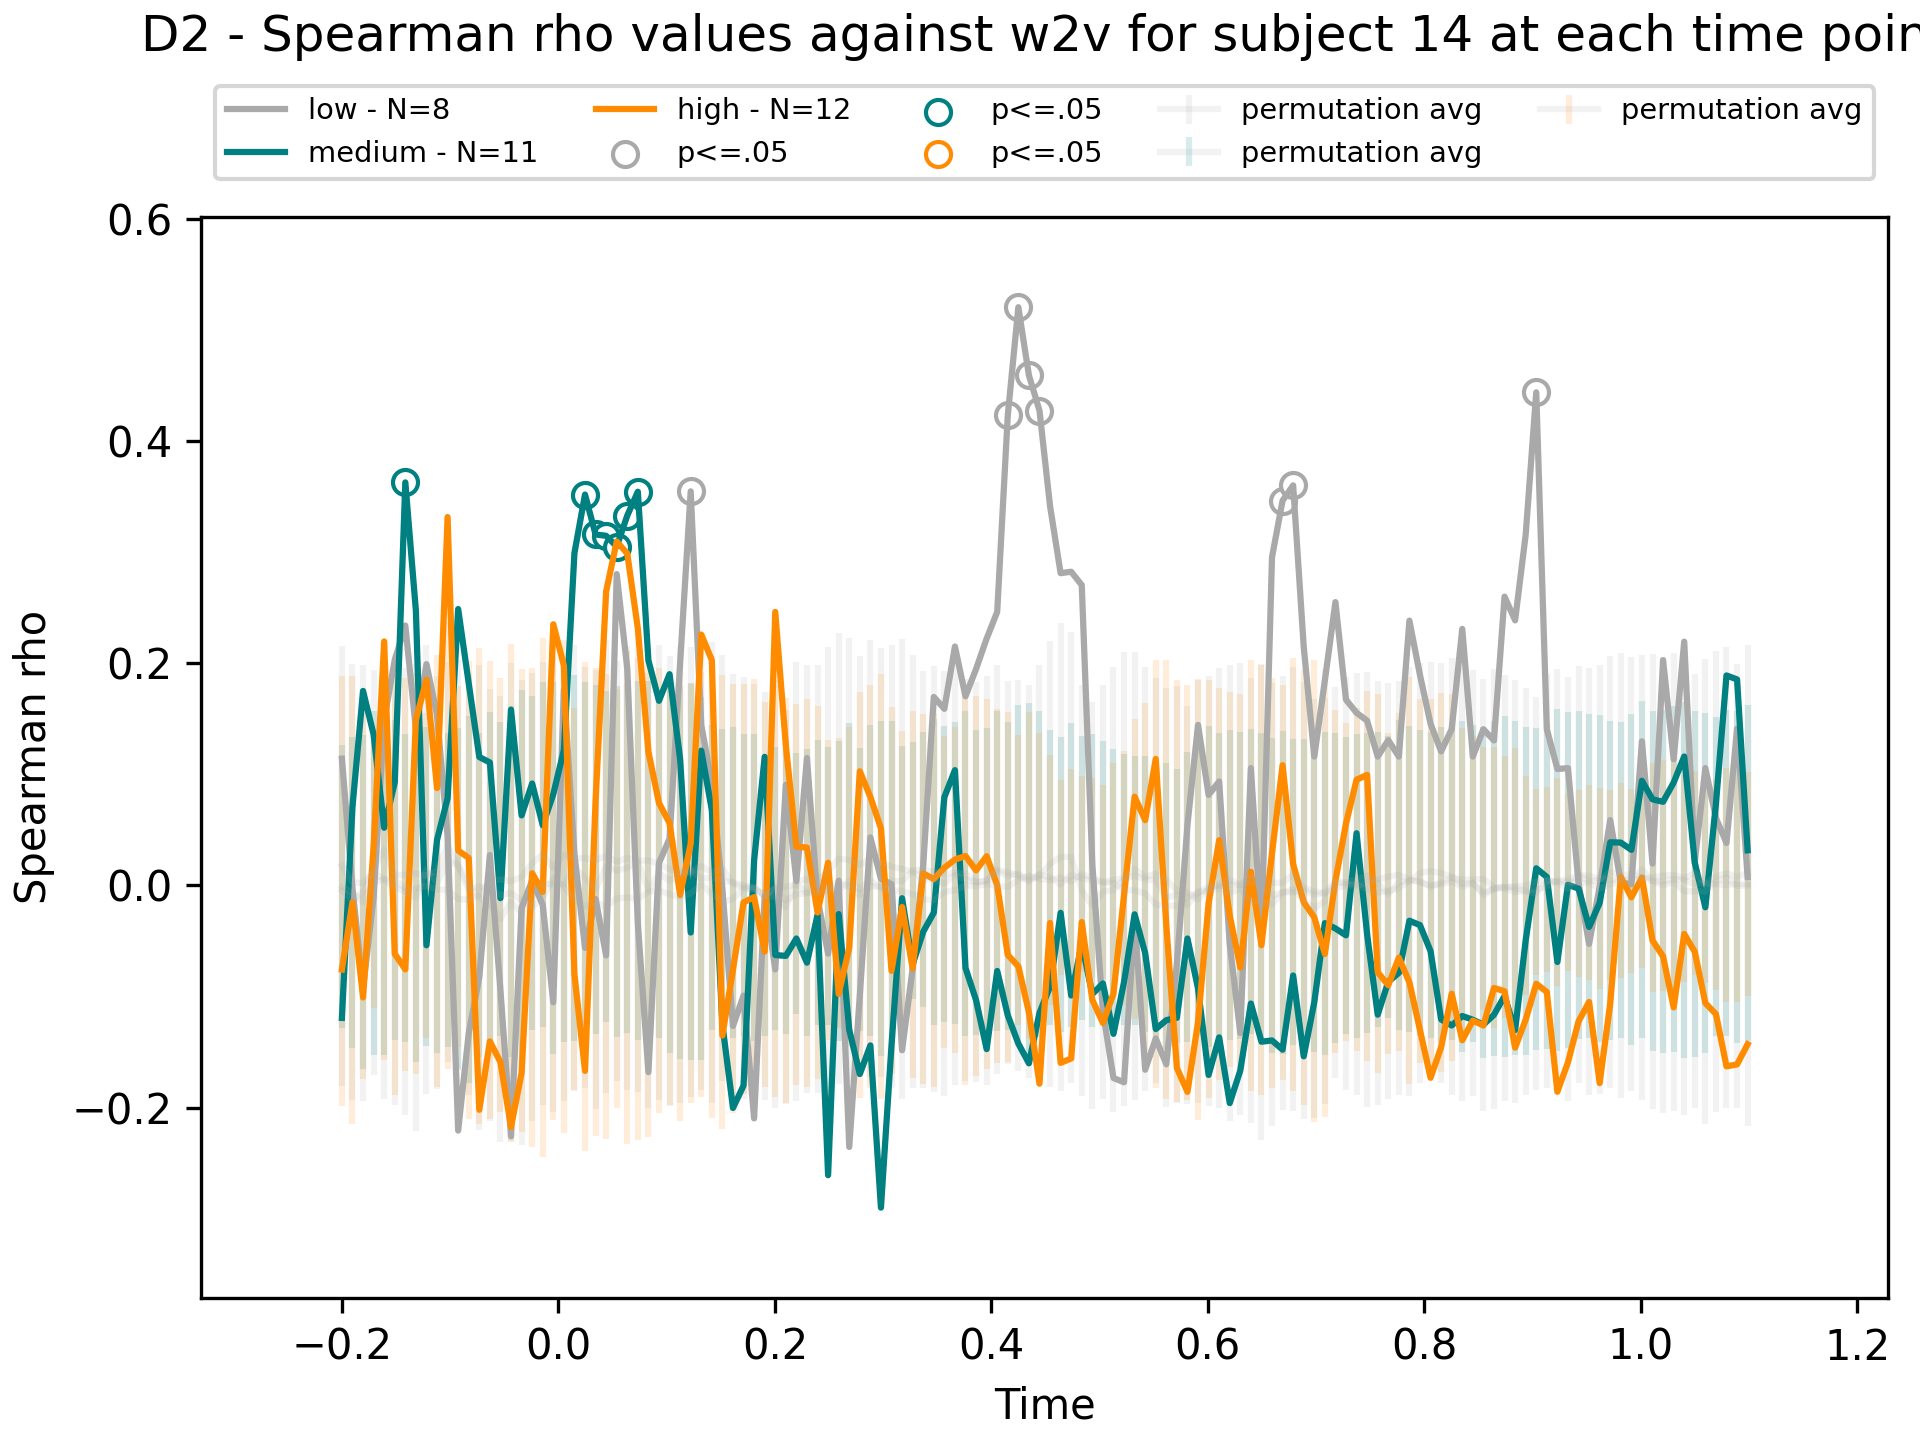 D2 - Spearman rho values against w2v for subject 14 at each time poin
low - N=8
medium - N=11
high - N=12
p<=.05
p<=.05
p<=.05
permutation avg
permutation avg
permutation avg
0.6
0.4
0.2
0.0
−0.2
Spearman rho
−0.2 0.0 0.2 0.4 0.6 0.8 1.0 1.2
Time